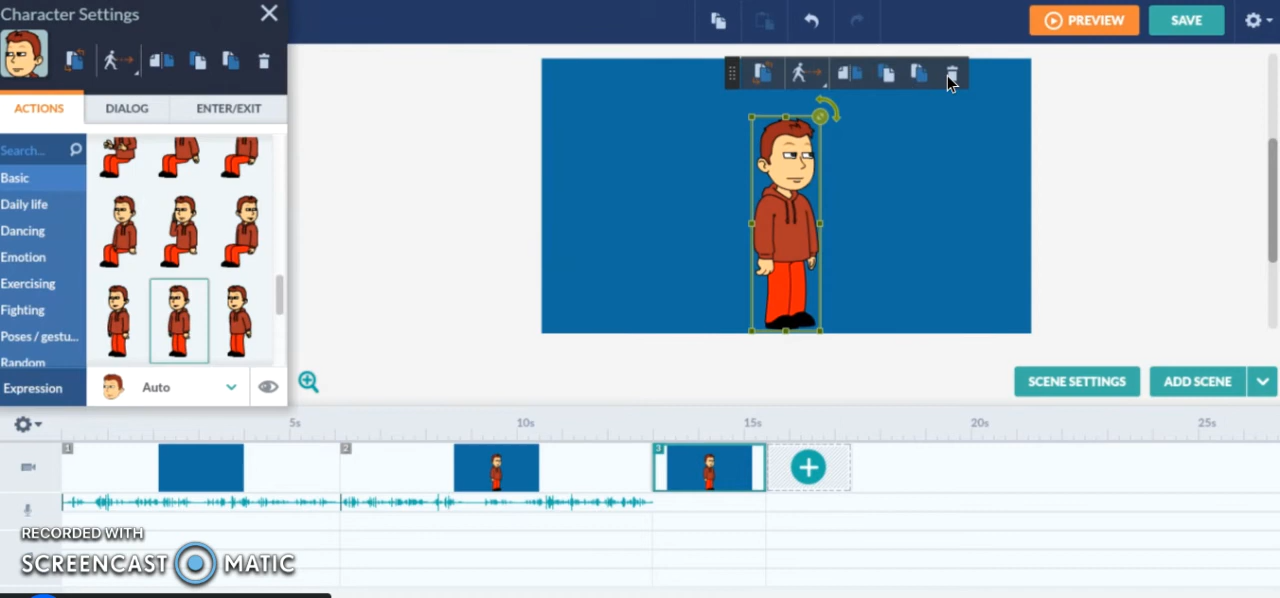 Character Settings
PREVIEW
SAVE
ACTIONS
DIALOG
ENTER/EXIT
Search...
Basic
Daily life
Dancing
Emotion
Exercising
Fighting
Poses / gestu...
Random
Expression
Auto
SCENE SETTINGS
ADD SCENE
5s
10s
15s
20s
25s
1
2
3
RECORDED WITH
SCREENCAST MATIC